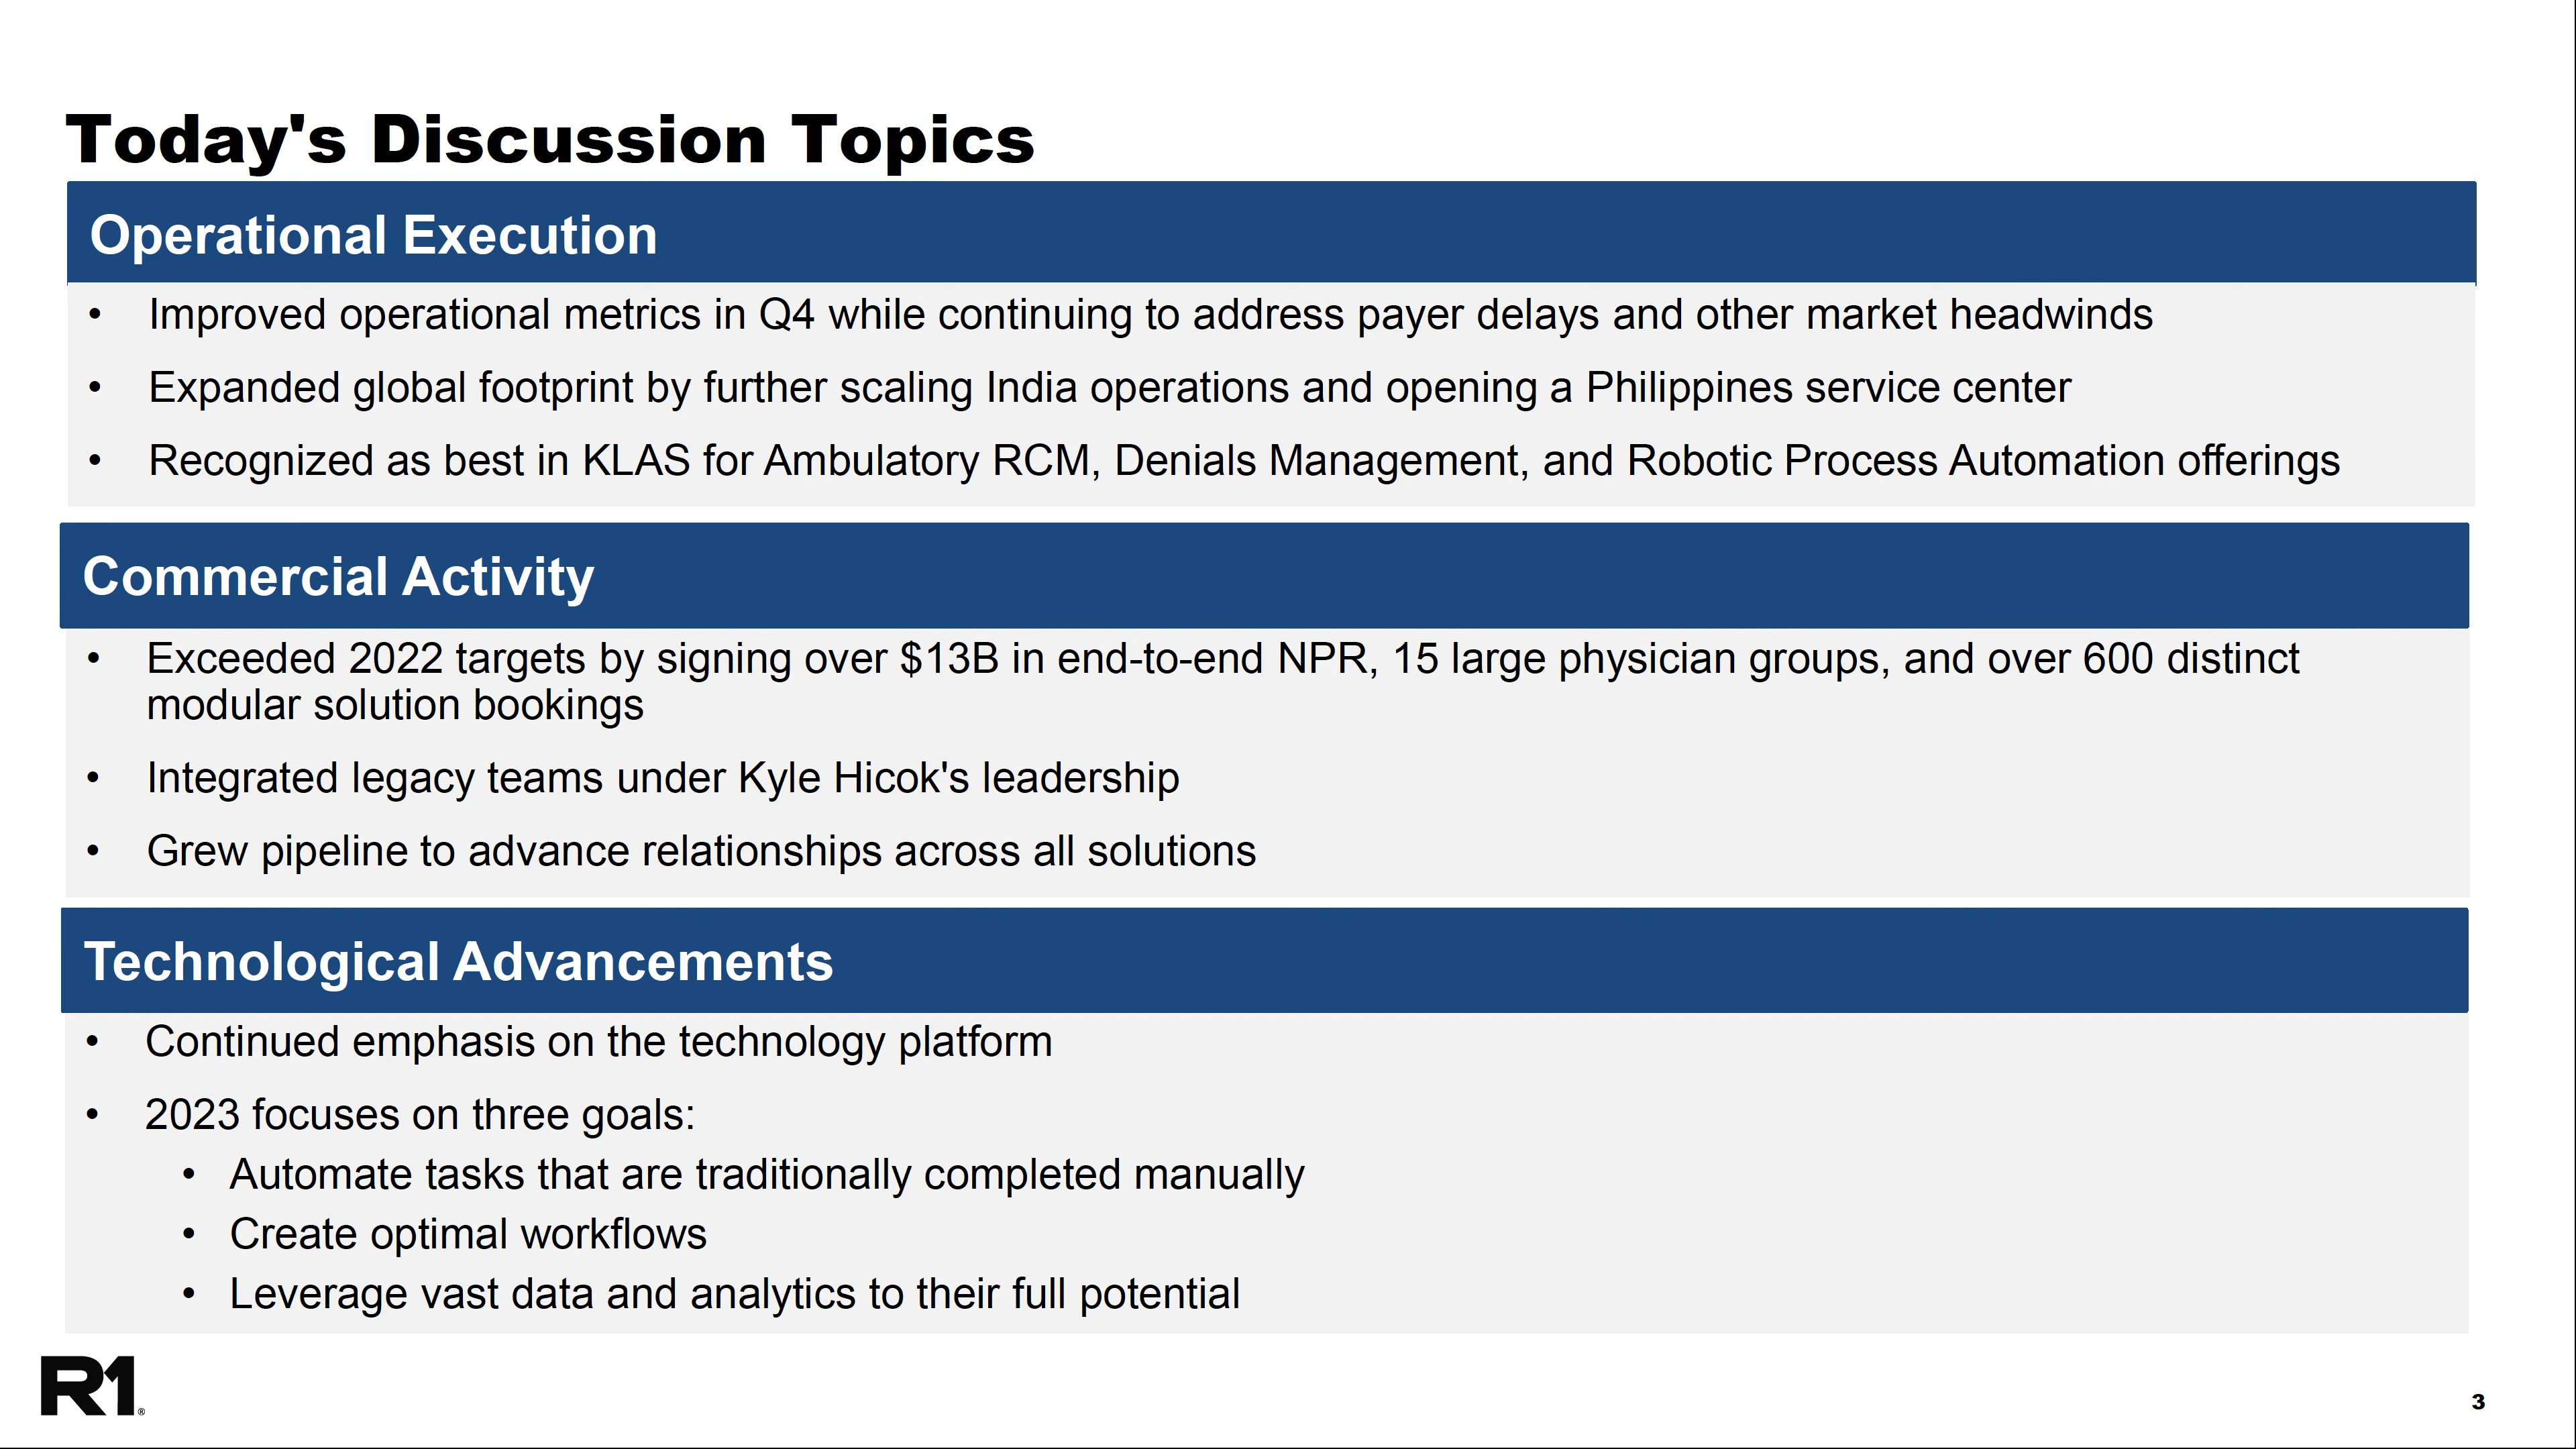 Today's Discussion Topics
Operational Execution
• Improved operational metrics in Q4 while continuing to address payer delays and other market headwinds
• Expanded global footprint by further scaling India operations and opening a Philippines service center
• Recognized as best in KLAS for Ambulatory RCM, Denials Management, and Robotic Process Automation offerings
Commercial Activity
• Exceeded 2022 targets by signing over $13B in end-to-end NPR, 15 large physician groups, and over 600 distinct
modular solution bookings
• Integrated legacy teams under Kyle Hicok's leadership
• Grew pipeline to advance relationships across all solutions
Technological Advancements
• Continued emphasis on the technology platform
• 2023 focuses on three goals:
• Automate tasks that are traditionally completed manually
• Create optimal workflows
• Leverage vast data and analytics to their full potential
R1®
3